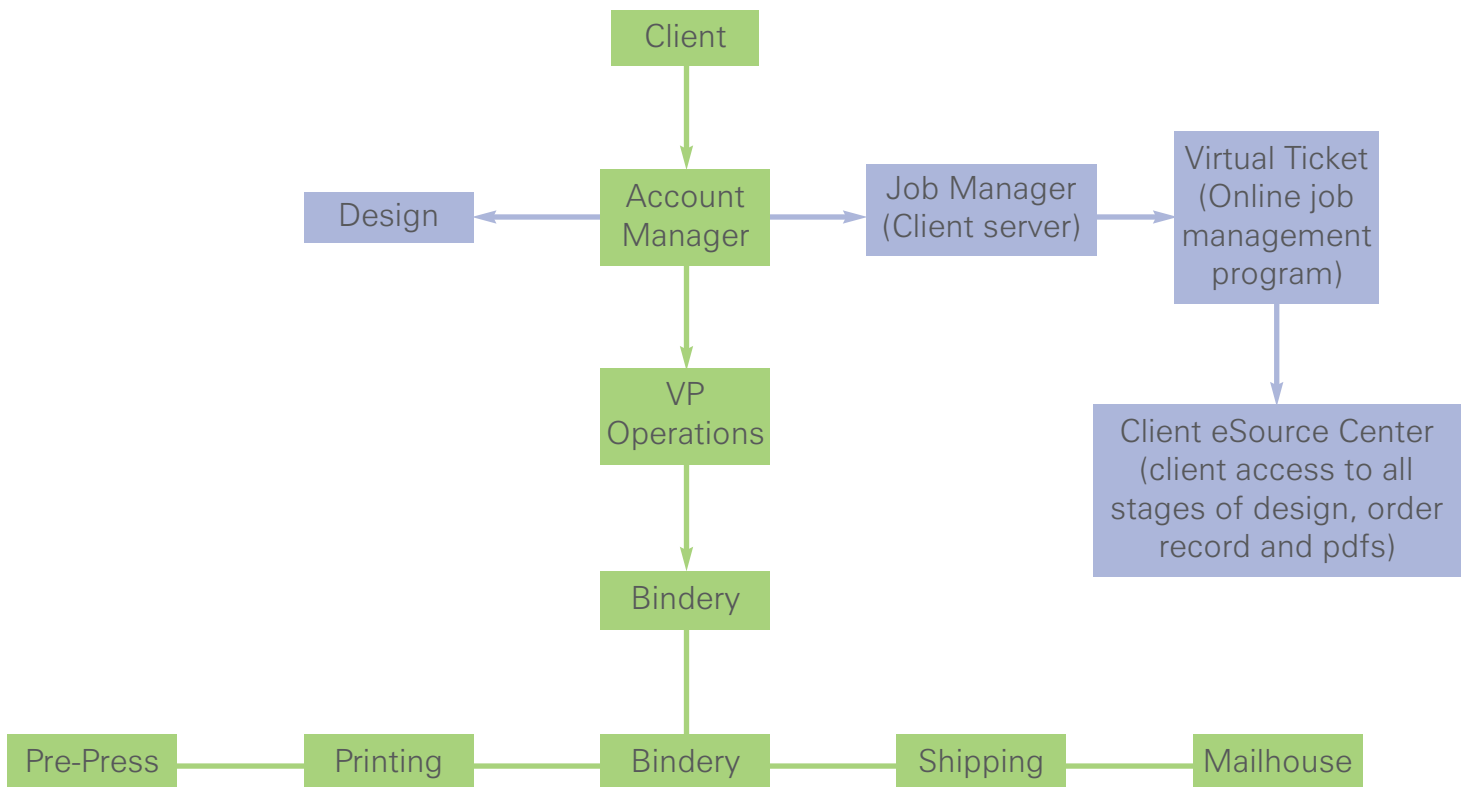 Client
Design
Account
Manager
Job Manager
(Client server)
Virtual Ticket
(Online job
management
program)
VP
Operations
Client eSource Center
(client access to all
stages of design, order
record and pdfs)
Bindery
Pre-Press
Printing
Bindery
Shipping
Mailhouse